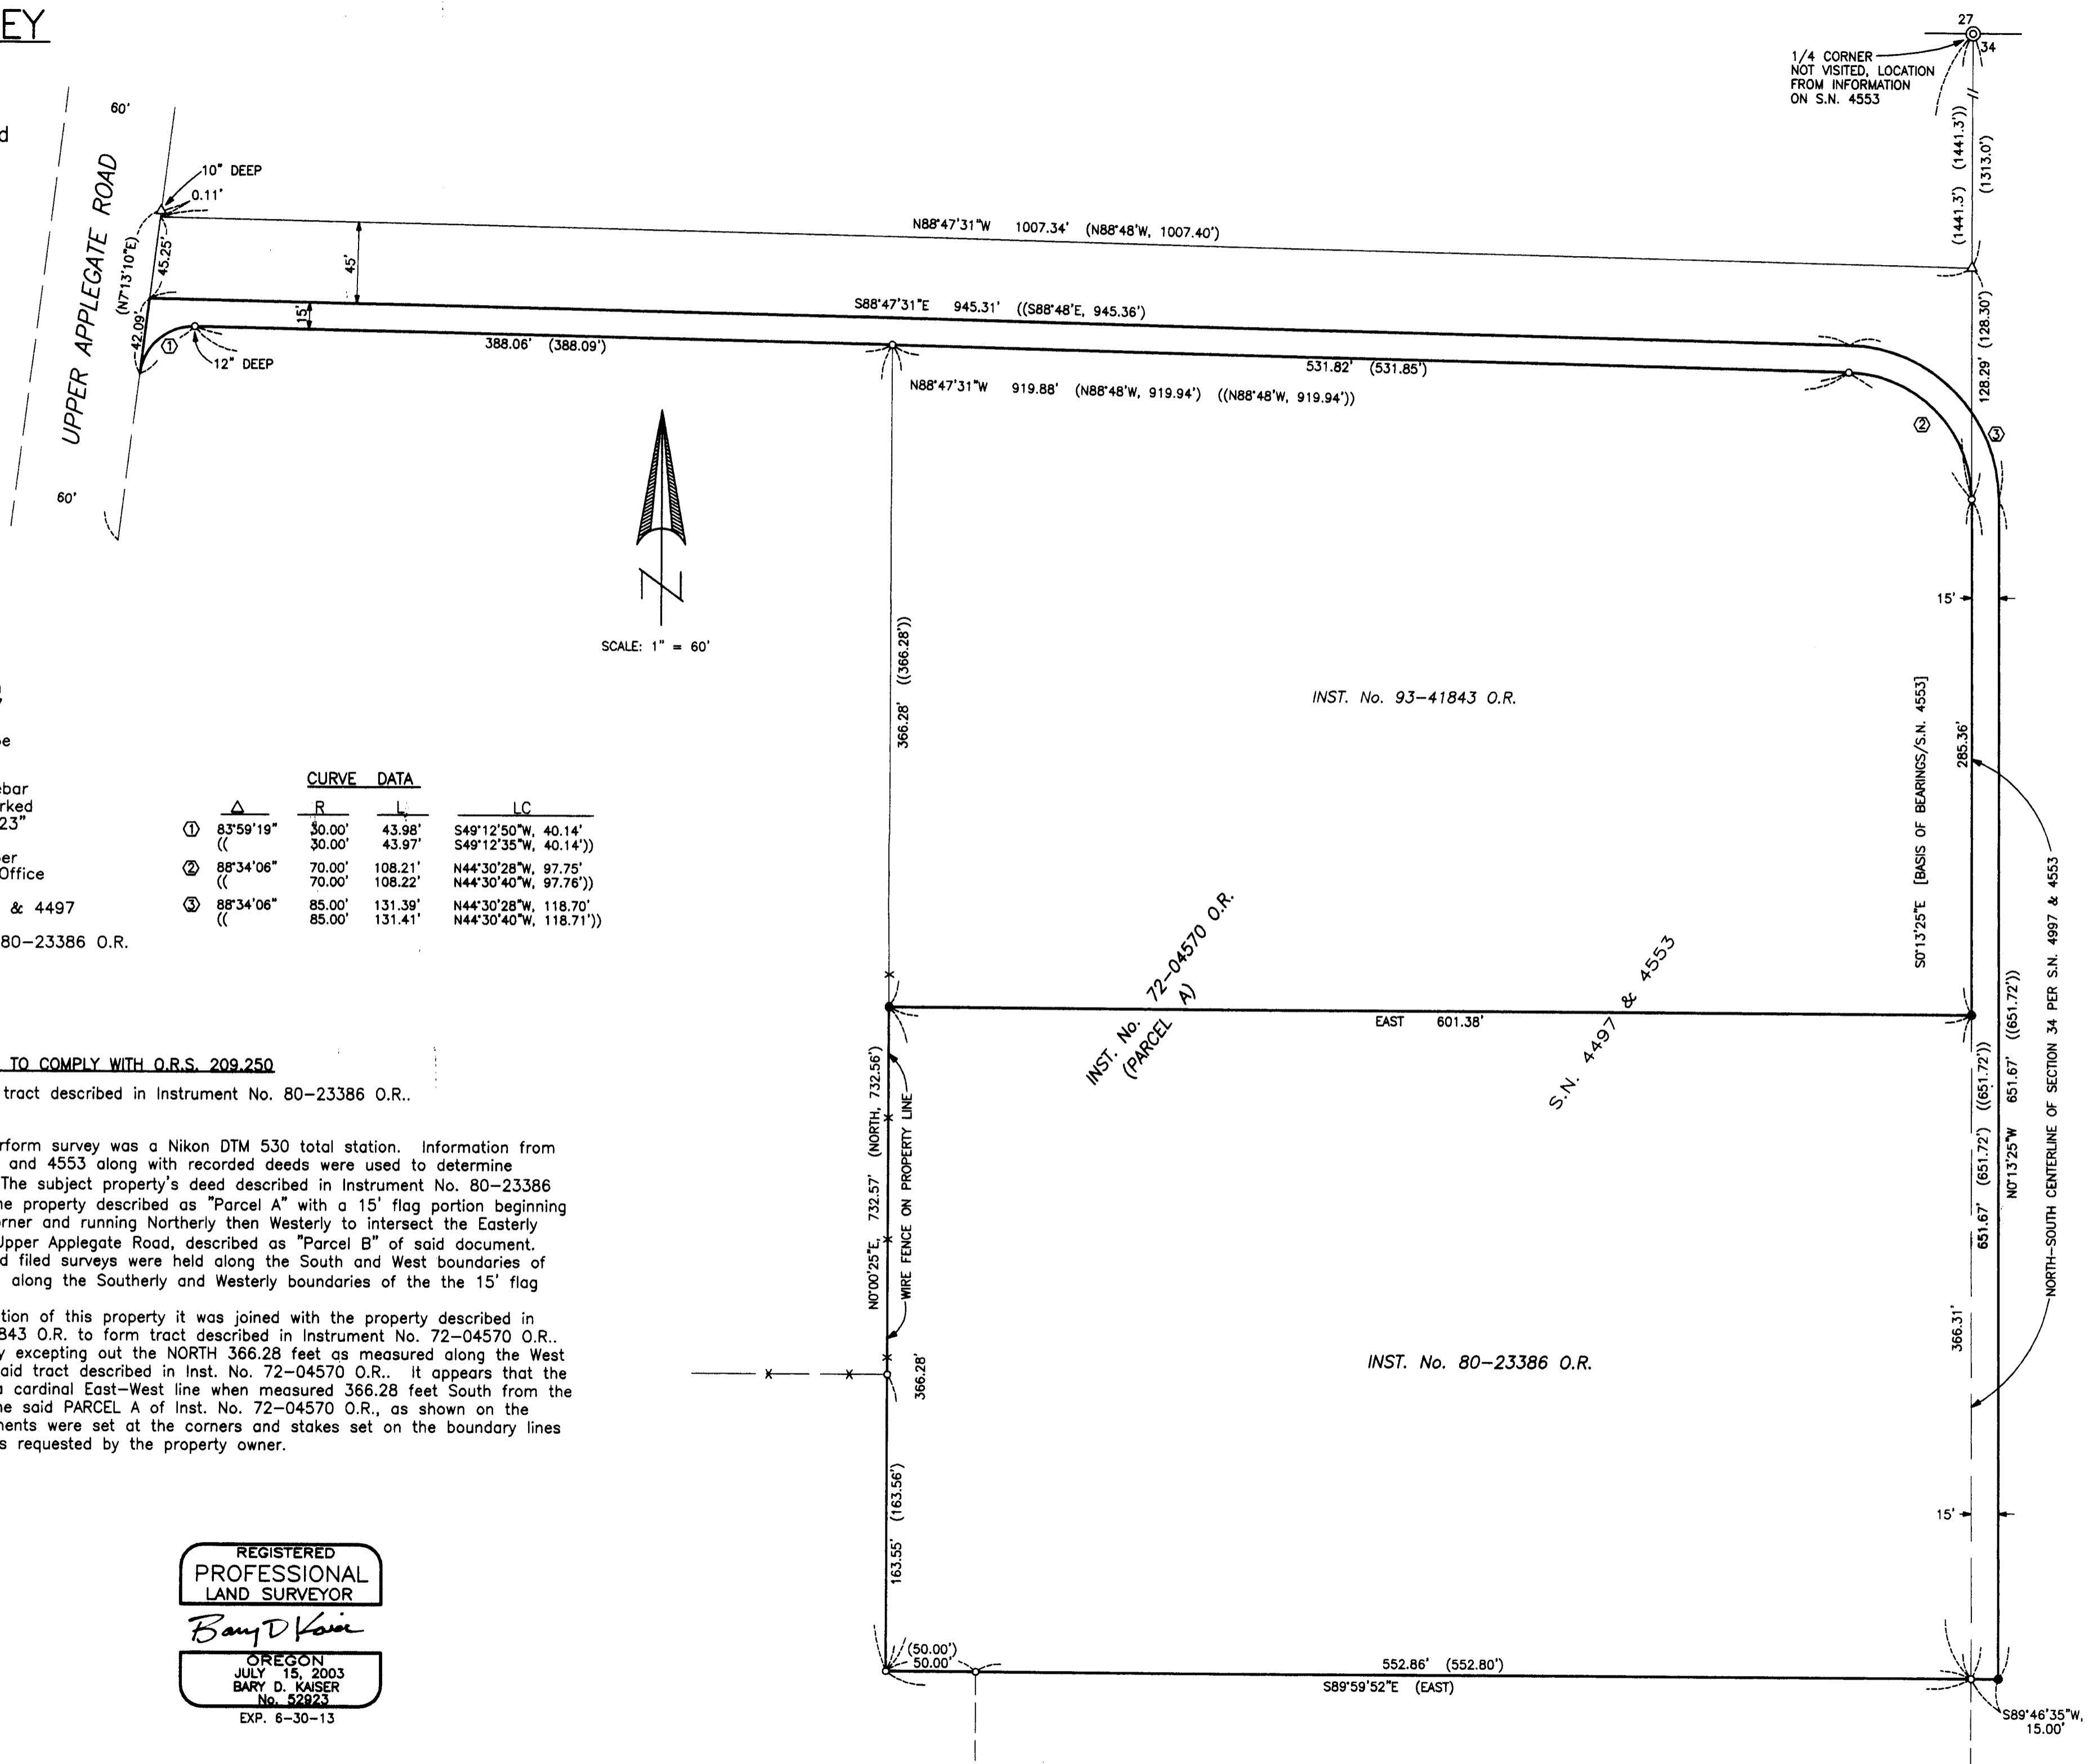 EY
d
60'
UPPER APPLEGATE ROAD
60'
10" DEEP
0.11'
(N7°13'10"E)
45.25'
42.09'
1
12" DEEP
45'
15'
N88°47'31"W 1007.34' (N88°48'W, 1007.40')
S88°47'31"E 945.31' ((S88°48'E, 945.36')
388.06' (388.09')
531.82' (531.85')
N88°47'31"W 919.88' (N88°48'W, 919.94') ((N88°48'W, 919.94'))
27
34
1/4 CORNER
NOT VISITED, LOCATION
FROM INFORMATION
ON S.N. 4553
(1441.3') (1441.3'))
(1313.0')
128.29' (128.30')
2
3
15'
SCALE: 1" = 60'
366.28' ((366.28'))
INST. No. 93-41843 O.R.
S0°13'25"E [BASIS OF BEARINGS/S.N. 4553]
285.36'
NORTH-SOUTH CENTERLINE OF SECTION 34 PER S.N. 4997 & 4553
be
ebar
rked
23"
ber
Office
& 4497
80-23386 O.R.
CURVE DATA
△ R L LC
1 83°59'19" 30.00' 43.98' S49°12'50"W, 40.14'
(( 30.00' 43.97' S49°12'35"W, 40.14'))
2 88°34'06" 70.00' 108.21' N44°30'28"W, 97.75'
(( 70.00' 108.22' N44°30'40"W, 97.76'))
3 88°34'06" 85.00' 131.39' N44°30'28"W, 118.70'
(( 85.00' 131.41' N44°30'40"W, 118.71'))
INST. No. 72-04570 O.R.
(PARCEL A)
S.N. 4497 & 4553
EAST 601.38'
N0°00'25"E, 732.57' (NORTH, 732.56')
WIRE FENCE ON PROPERTY LINE
366.28'
163.55' (163.56')
651.67' (651.72') ((651.72'))
N0°13'25"W 651.67' ((651.72'))
366.31'
INST. No. 80-23386 O.R.
15'
(50.00')
50.00'
552.86' (552.80')
S89°59'52"E (EAST)
S89°46'35"W,
15.00'
TO COMPLY WITH O.R.S. 209.250
tract described in Instrument No. 80-23386 O.R..
rform survey was a Nikon DTM 530 total station. Information from
and 4553 along with recorded deeds were used to determine
The subject property's deed described in Instrument No. 80-23386
he property described as "Parcel A" with a 15' flag portion beginning
orner and running Northerly then Westerly to intersect the Easterly
Upper Applegate Road, described as "Parcel B" of said document.
d filed surveys were held along the South and West boundaries of
along the Southerly and Westerly boundaries of the the 15' flag
tion of this property it was joined with the property described in
843 O.R. to form tract described in Instrument No. 72-04570 O.R..
y excepting out the NORTH 366.28 feet as measured along the West
aid tract described in Inst. No. 72-04570 O.R.. It appears that the
a cardinal East-West line when measured 366.28 feet South from the
he said PARCEL A of Inst. No. 72-04570 O.R., as shown on the
ments were set at the corners and stakes set on the boundary lines
s requested by the property owner.
REGISTERED
PROFESSIONAL
LAND SURVEYOR
Bary D Kaiser
OREGON
JULY 15, 2003
BARY D. KAISER
No. 52923
EXP. 6-30-13